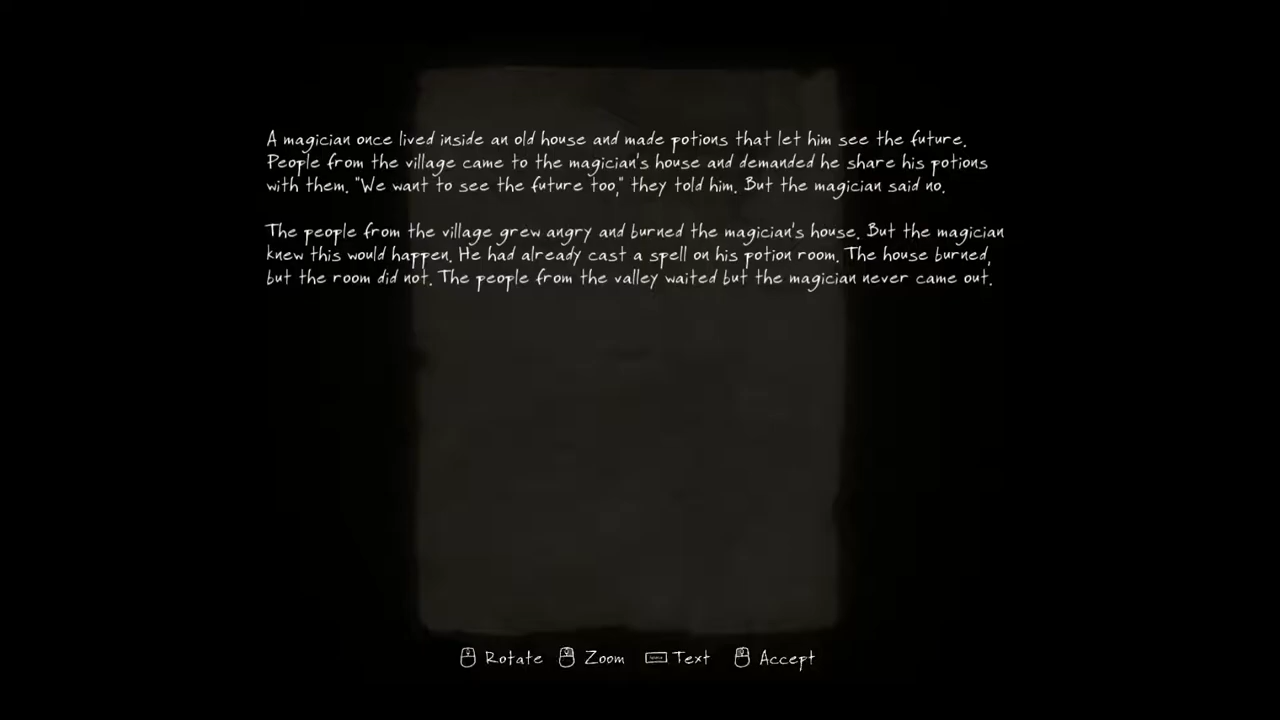 A magician once lived inside an old house and made potions that let him see the future.
People from the village came to the magician's house and demanded he share his potions
with them. "We want to see the future too," they told him. But the magician said no.
The people from the village grew angry and burned the magician's house. But the magician
knew this would happen. He had already cast a spell on his potion room. The house burned,
but the room did not. The people from the valley waited but the magician never came out.
Rotate Zoom Text Accept